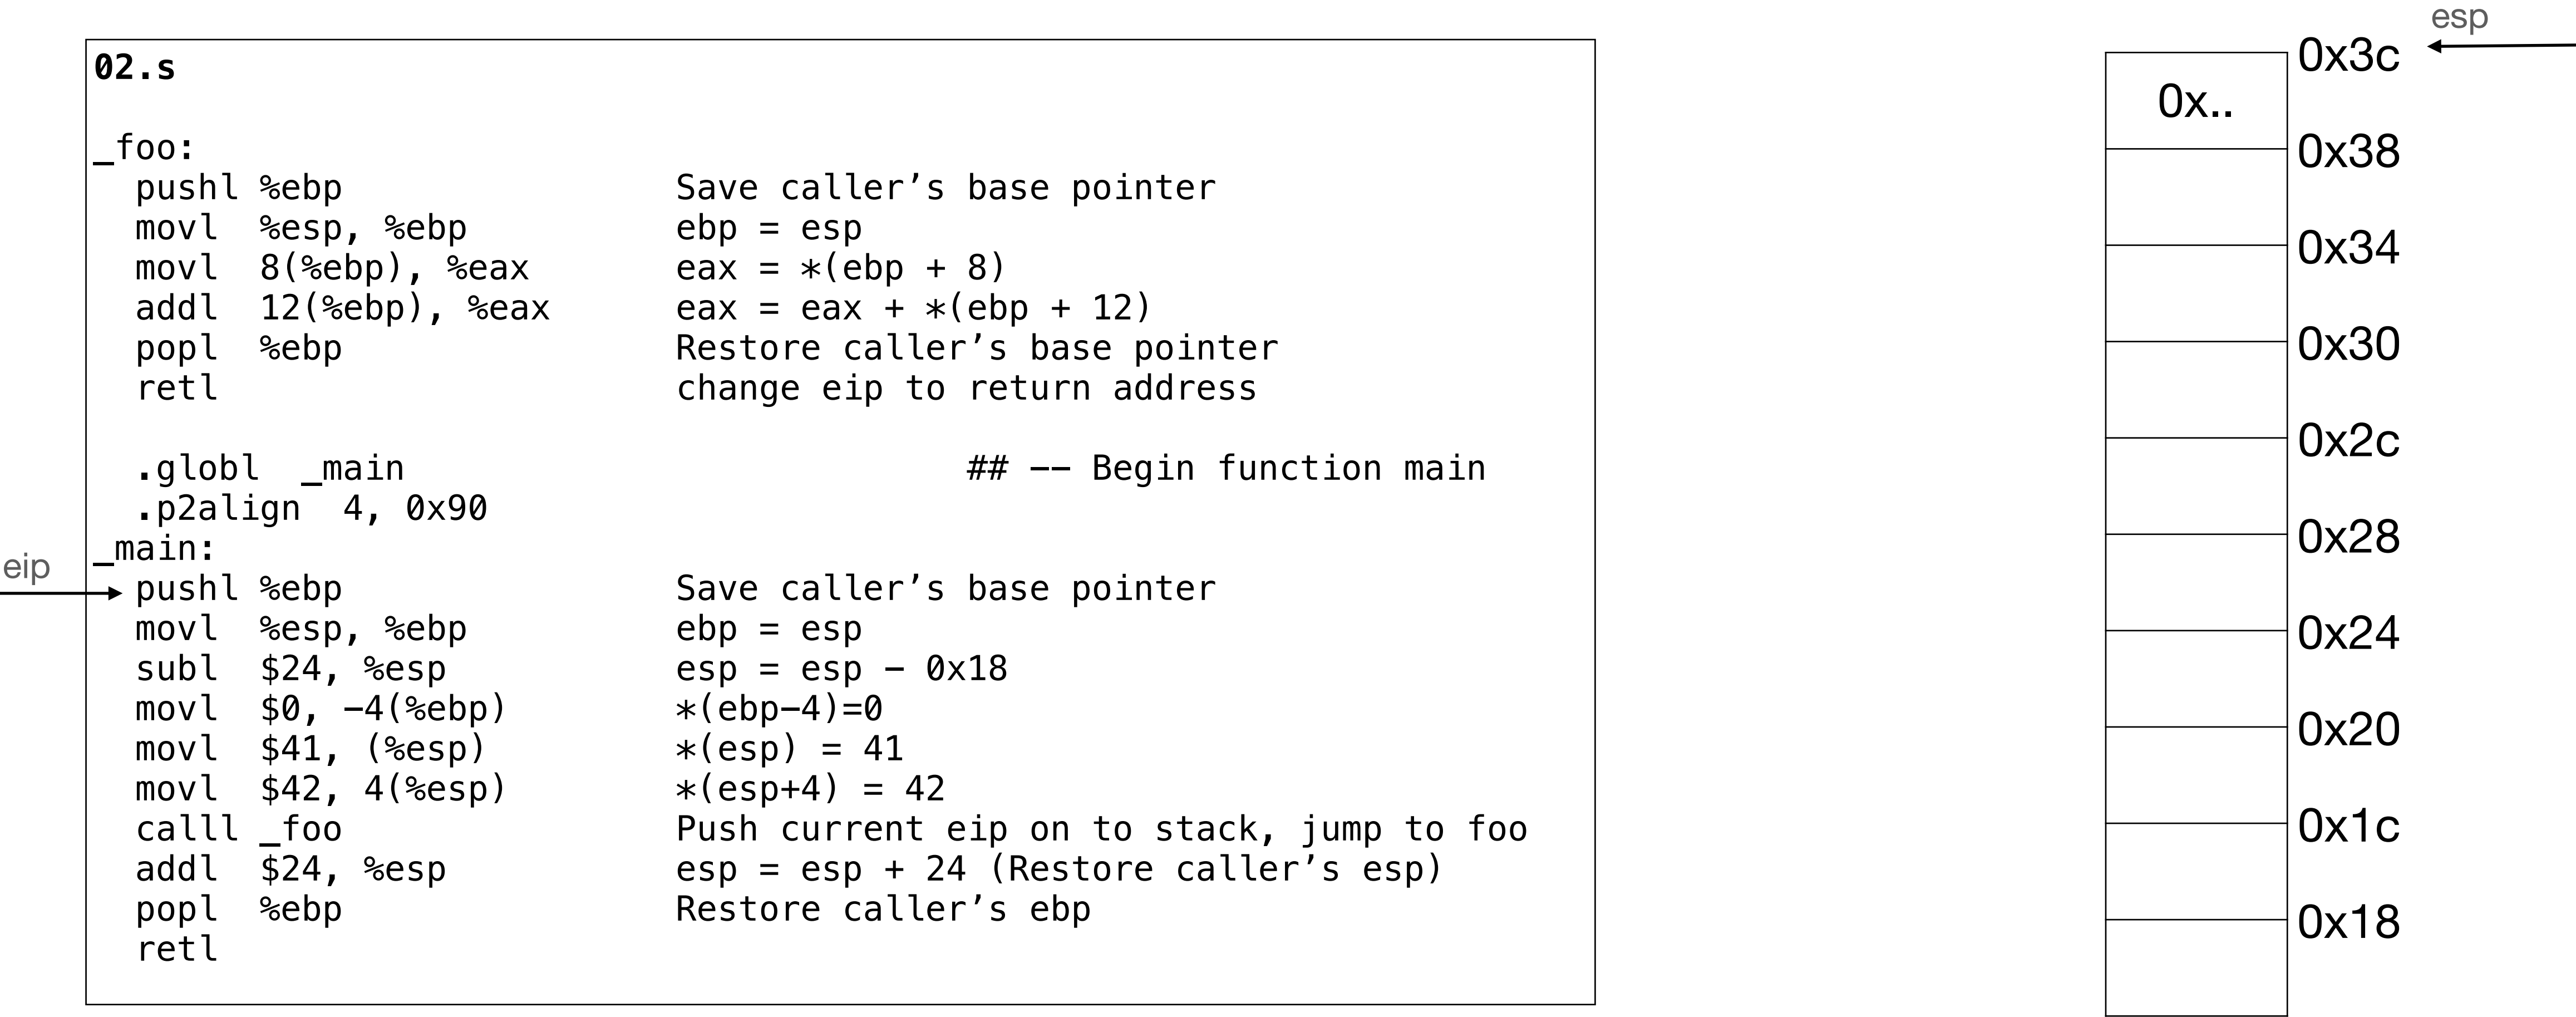 esp
02.s
_foo:
pushl %ebp Save caller’s base pointer
movl %esp, %ebp ebp = esp
movl 8(%ebp), %eax eax = *(ebp + 8)
addl 12(%ebp), %eax eax = eax + *(ebp + 12)
popl %ebp Restore caller’s base pointer
retl change eip to return address
.globl _main ## -- Begin function main
.p2align 4, 0x90
_main:
eip
pushl %ebp Save caller’s base pointer
movl %esp, %ebp ebp = esp
subl $24, %esp esp = esp - 0x18
movl $0, -4(%ebp) *(ebp-4)=0
movl $41, (%esp) *(esp) = 41
movl $42, 4(%esp) *(esp+4) = 42
calll _foo Push current eip on to stack, jump to foo
addl $24, %esp esp = esp + 24 (Restore caller’s esp)
popl %ebp Restore caller’s ebp
retl
0x3c
0x..
0x38
0x34
0x30
0x2c
0x28
0x24
0x20
0x1c
0x18